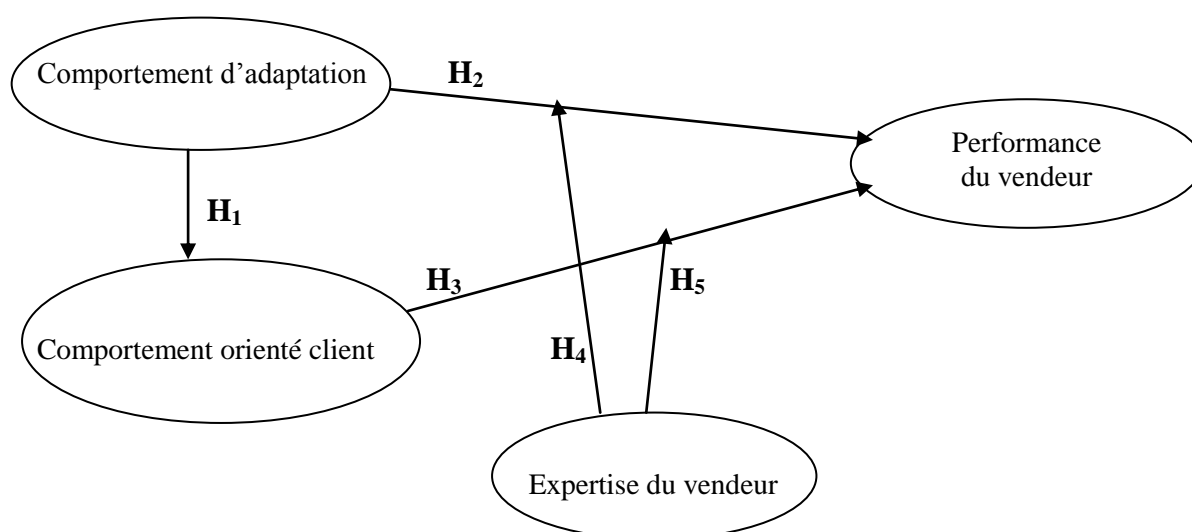 Comportement d’adaptation
H2
Performance
du vendeur
H1
H3
H5
Comportement orienté client
H4
Expertise du vendeur